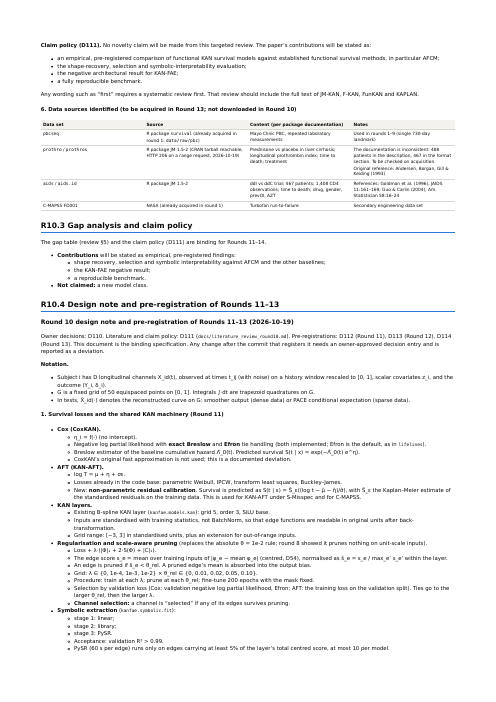 Claim policy (D111). No novelty claim will be made from this targeted review. The paper's contributions will be stated as:
an empirical, pre-registered comparison of functional KAN survival models against established functional survival methods, in particular AFCM;
the shape-recovery, selection and symbolic-interpretability evaluation;
the negative architectural result for KAN-FAE;
a fully reproducible benchmark.
Any wording such as "first" requires a systematic review first. That review should include the full text of JM-KAN, F-KAN, FunKAN and KAPLAN.
6. Data sources identified (to be acquired in Round 13; not downloaded in Round 10)
Data set Source Content (per package documentation) Notes
pbcseq R package survival (already acquired in round 1: data/raw/pbc) Mayo Clinic PBC, repeated laboratory measurements Used in rounds 1–9 (single 730-day landmark)
prothro / prothros R package JM 1.5-2 (CRAN tarball reachable, HTTP 206 on a range request, 2026-10-19) Prednisone vs placebo in liver cirrhosis; longitudinal prothrombin index; time to death; treatment The documentation is inconsistent: 488 patients in the description, 467 in the format section. To be checked on acquisition. Original reference: Andersen, Borgan, Gill & Keiding (1993)
aids / aids.id R package JM 1.5-2 ddI vs ddC trial; 467 patients; 1,408 CD4 observations; time to death, drug, gender, prevOI, AZT References: Goldman et al. (1996), JAIDS 11:161–169; Guo & Carlin (2004), Am. Statistician 58:16–24
C-MAPSS FD001 NASA (already acquired in round 1) Turbofan run-to-failure Secondary engineering data set
R10.3 Gap analysis and claim policy
The gap table (review §5) and the claim policy (D111) are binding for Rounds 11–14.
Contributions will be stated as empirical, pre-registered findings:
shape recovery, selection and symbolic interpretability against AFCM and the other baselines;
the KAN-FAE negative result;
a reproducible benchmark.
Not claimed: a new model class.
R10.4 Design note and pre-registration of Rounds 11–13
Round 10 design note and pre-registration of Rounds 11–13 (2026-10-19)
Owner decisions: D110. Literature and claim policy: D111 (docs/literature_review_round10.md). Pre-registrations: D112 (Round 11), D113 (Round 12), D114 (Round 13). This document is the binding specification. Any change after the commit that registers it needs an owner-approved decision entry and is reported as a deviation.
Notation.
Subject i has D longitudinal channels X_id(t), observed at times t_ij (with noise) on a history window rescaled to [0, 1], scalar covariates z_i, and the outcome (Y_i, δ_i).
G is a fixed grid of 50 equispaced points on [0, 1]. Integrals ∫·dt are trapezoid quadratures on G.
In tests, X̂_id(·) denotes the reconstructed curve on G: smoother output (dense data) or PACE conditional expectation (sparse data).
1. Survival losses and the shared KAN machinery (Round 11)
Cox (CoxKAN).
η_i = f(·) (no intercept).
Negative log partial likelihood with exact Breslow and Efron tie handling (both implemented; Efron is the default, as in lifelines).
Breslow estimator of the baseline cumulative hazard Λ̂_0(t). Predicted survival S(t | x) = exp(−Λ̂_0(t) e^η).
CoxKAN's original fast approximation is not used; this is a documented deviation.
AFT (KAN-AFT).
log T = μ + η + σε.
Losses already in the code base: parametric Weibull, IPCW, transform least squares, Buckley–James.
New: non-parametric residual calibration. Survival is predicted as S(t | x) = Ŝ_ε((log t − μ̂ − η̂)/σ̂), with Ŝ_ε the Kaplan–Meier estimate of the standardised residuals on the training data. This is used for KAN-AFT under S-Misspec and for C-MAPSS.
KAN layers.
Existing B-spline KAN layer (kanfae.models.kan): grid 5, order 3, SiLU base.
Inputs are standardised with training statistics, not BatchNorm, so that edge functions are readable in original units after back-transformation.
Grid range: [−3, 3] in standardised units, plus an extension for out-of-range inputs.
Regularisation and scale-aware pruning (replaces the absolute θ = 1e-2 rule; round 8 showed it prunes nothing on unit-scale inputs).
The edge score s_e = mean over training inputs of |φ_e − mean φ_e| (centred, D54), normalised as s̃_e = s_e / max_e' s_e' within the layer.
An edge is pruned if s̃_e < θ_rel. A pruned edge's mean is absorbed into the output bias.
Grid: λ ∈ {0, 1e-4, 1e-3, 1e-2} × θ_rel ∈ {0, 0.01, 0.02, 0.05, 0.10}.
Procedure: train at each λ; prune at each θ_rel; fine-tune 200 epochs with the mask fixed.
Selection by validation loss (Cox: validation negative log partial likelihood, Efron; AFT: the training loss on the validation split). Ties go to the larger θ_rel, then the larger λ.
Channel selection: a channel is "selected" if any of its edges survives pruning.
Symbolic extraction (kanfae.symbolic.fit):
stage 1: linear;
stage 2: library;
stage 3: PySR.
Acceptance: validation R² > 0.99.
PySR (60 s per edge) runs only on edges carrying at least 5% of the layer's total centred score, at most 10 per model.